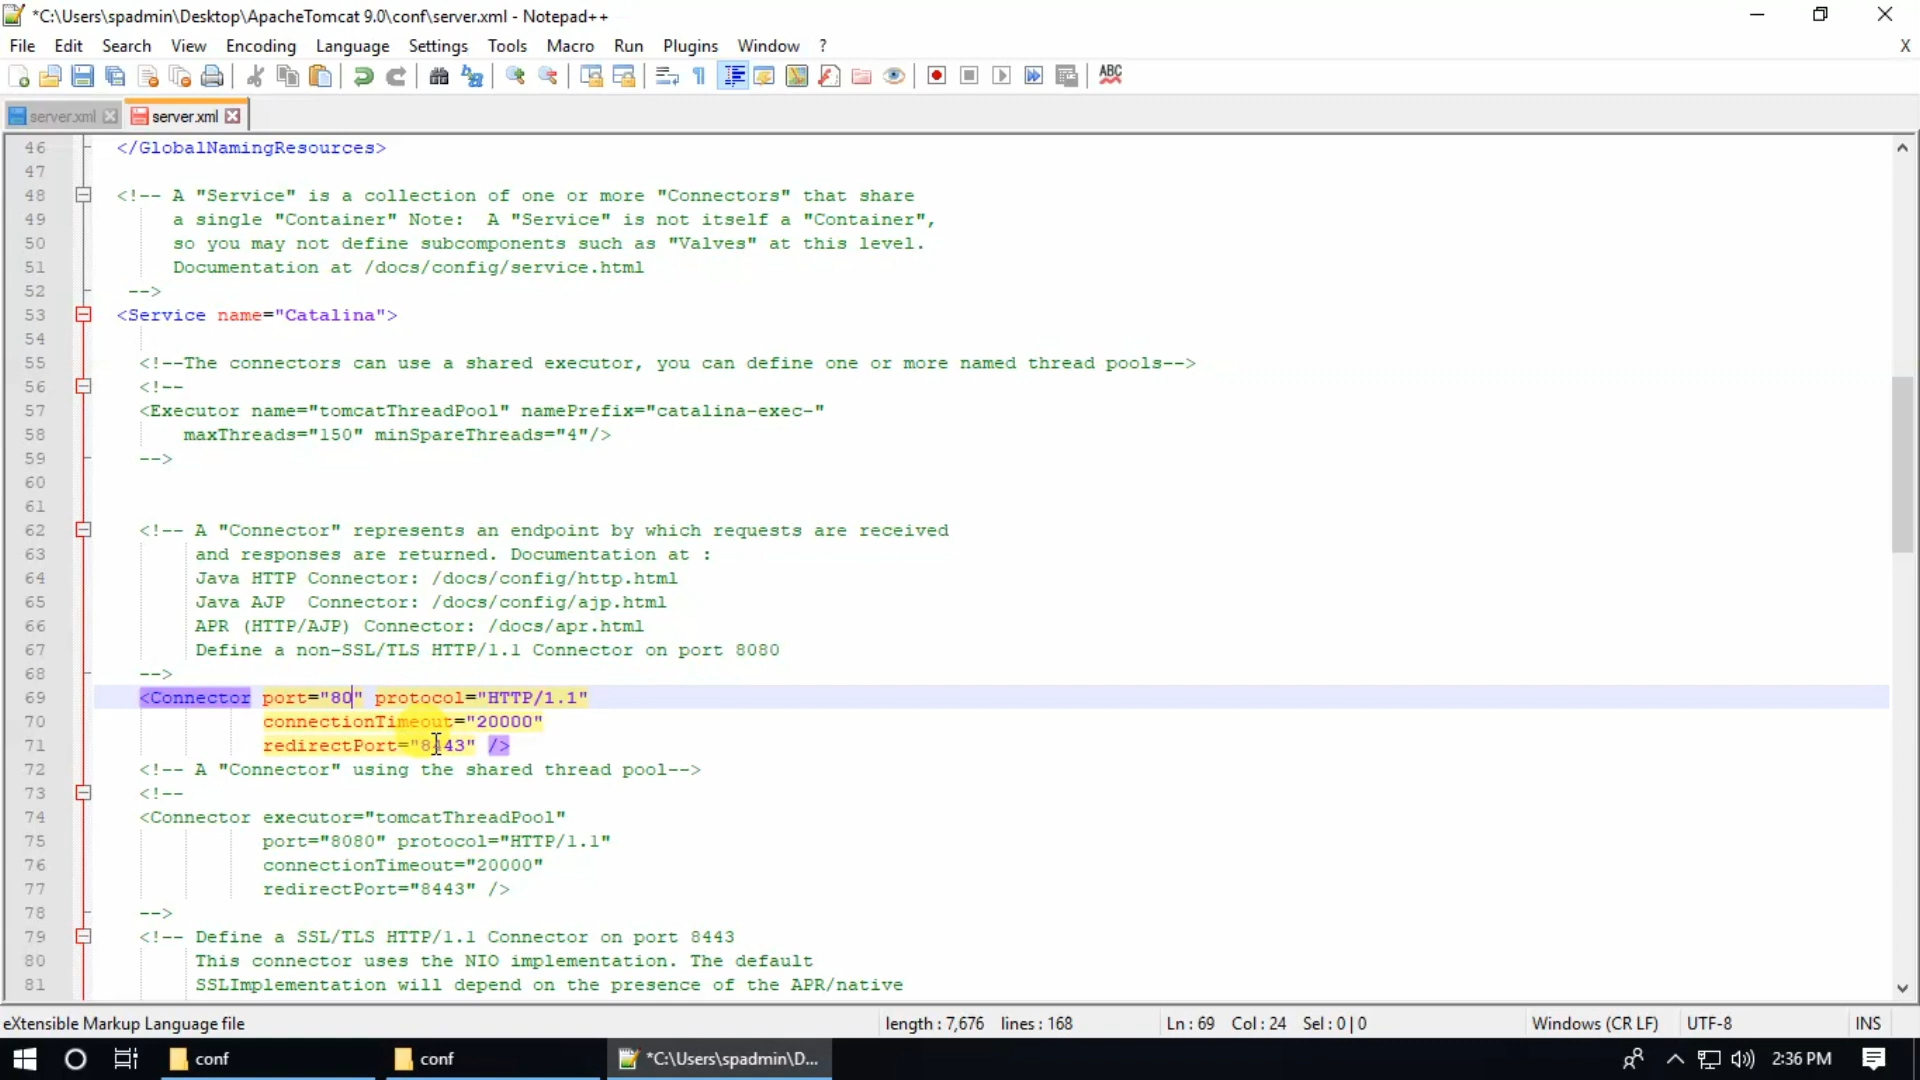 *C:\Users\spadmin\Desktop\ApacheTomcat 9.0\conf\server.xml - Notepad++
File Edit Search View Encoding Language Settings Tools Macro Run Plugins Window ? X
ABC
server.xml server.xml
46 </GlobalNamingResources>
47
48 <!-- A "Service" is a collection of one or more "Connectors" that share
49 a single "Container" Note:  A "Service" is not itself a "Container",
50 so you may not define subcomponents such as "Valves" at this level.
51 Documentation at /docs/config/service.html
52 -->
53 <Service name="Catalina">
54
55 <!--The connectors can use a shared executor, you can define one or more named thread pools-->
56 <!--
57 <Executor name="tomcatThreadPool" namePrefix="catalina-exec-"
58 maxThreads="150" minSpareThreads="4"/>
59 -->
60
61
62 <!-- A "Connector" represents an endpoint by which requests are received
63 and responses are returned. Documentation at :
64 Java HTTP Connector: /docs/config/http.html
65 Java AJP  Connector: /docs/config/ajp.html
66 APR (HTTP/AJP) Connector: /docs/apr.html
67 Define a non-SSL/TLS HTTP/1.1 Connector on port 8080
68 -->
69 <Connector port="80" protocol="HTTP/1.1"
70 connectionTimeout="20000"
71 redirectPort="8443" />
72 <!-- A "Connector" using the shared thread pool-->
73 <!--
74 <Connector executor="tomcatThreadPool"
75 port="8080" protocol="HTTP/1.1"
76 connectionTimeout="20000"
77 redirectPort="8443" />
78 -->
79 <!-- Define a SSL/TLS HTTP/1.1 Connector on port 8443
80 This connector uses the NIO implementation. The default
81 SSLImplementation will depend on the presence of the APR/native
eXtensible Markup Language file length : 7,676 lines : 168 Ln : 69 Col : 24 Sel : 0 | 0 Windows (CR LF) UTF-8 INS
conf conf *C:\Users\spadmin\D... 2:36 PM